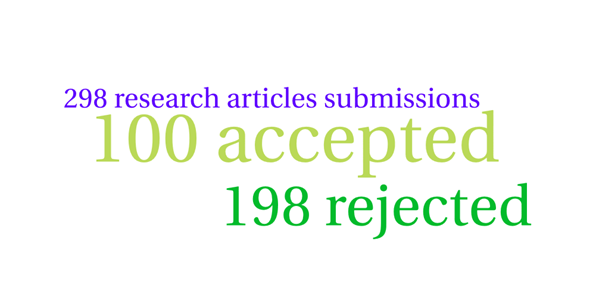 298 research articles submissions
100 accepted
198 rejected